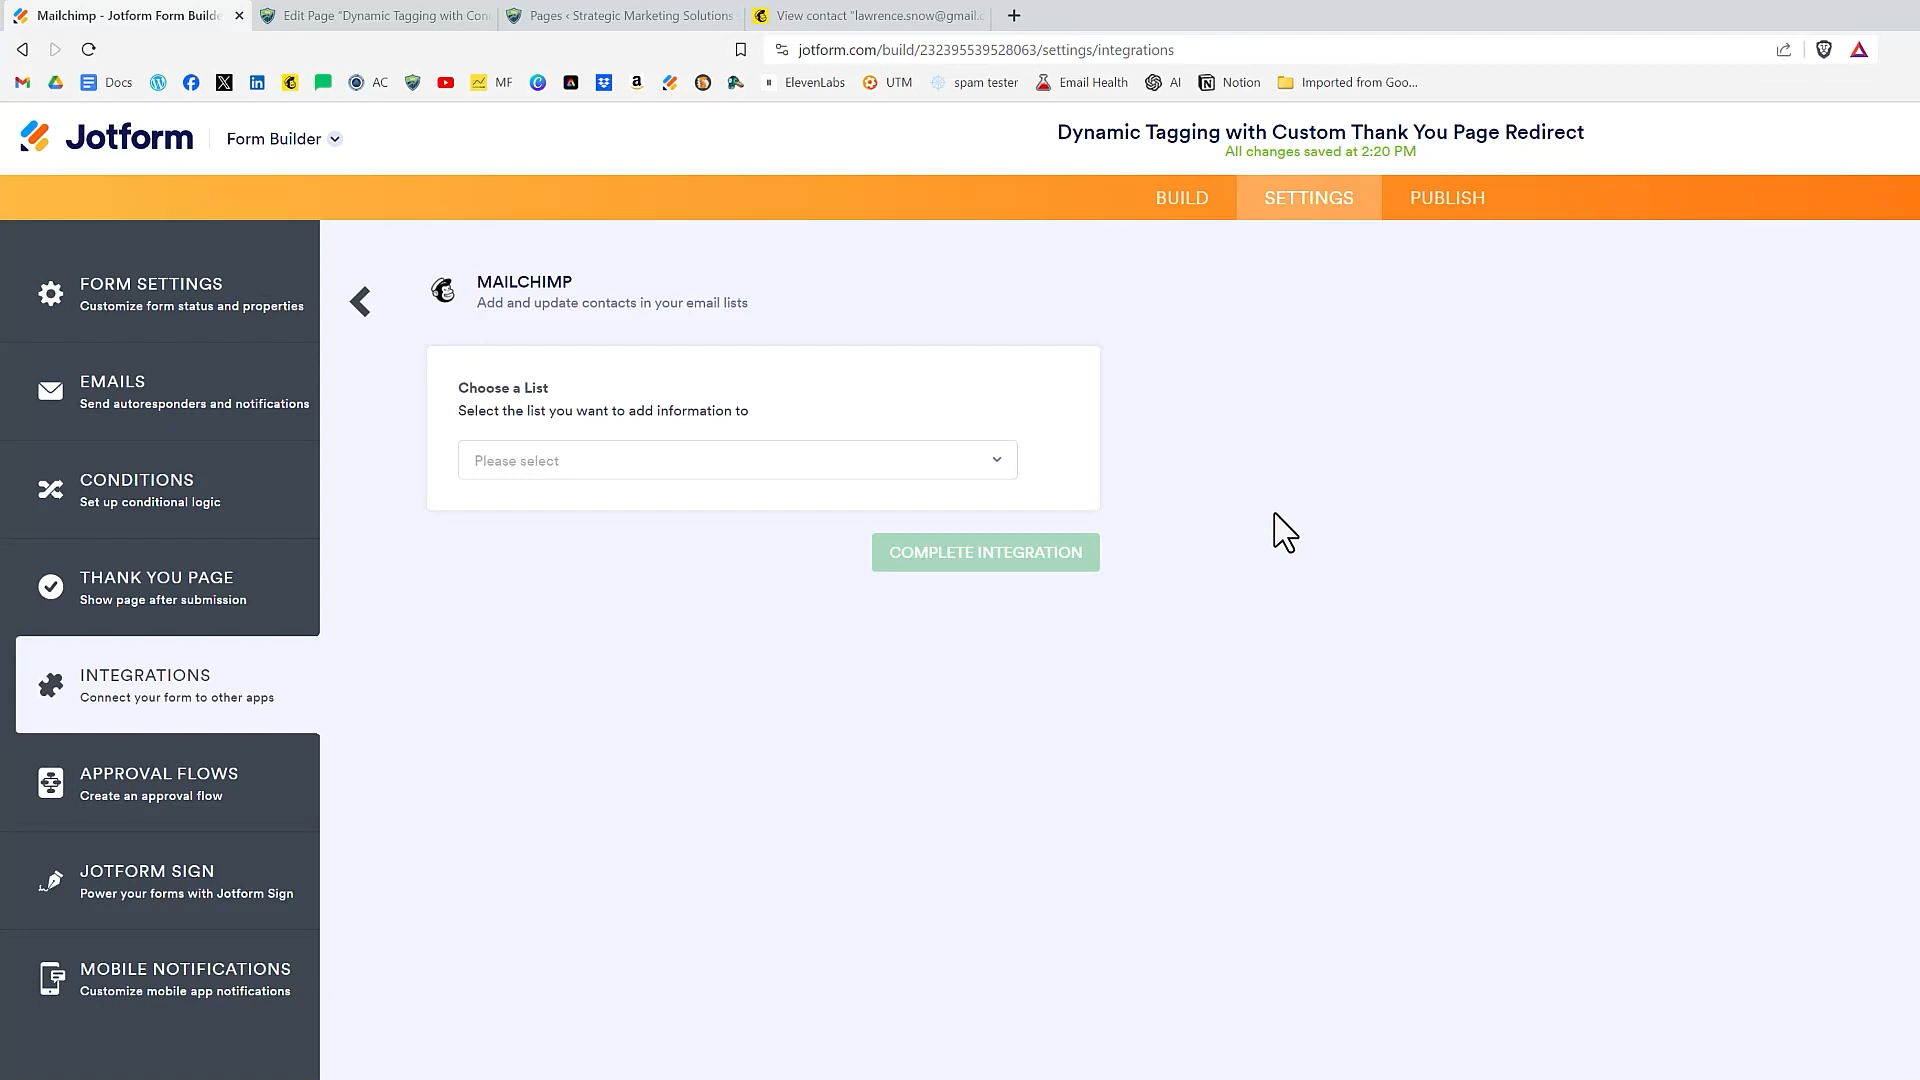 Mailchimp - Jotform Form Builde
Edit Page "Dynamic Tagging with Con
Pages ‹ Strategic Marketing Solutions
View contact "lawrence.snow@gmail.c
jotform.com/build/232395539528063/settings/integrations
Docs
AC
MF
ElevenLabs
UTM
spam tester
Email Health
AI
Notion
Imported from Goo...
Jotform
Form Builder
Dynamic Tagging with Custom Thank You Page Redirect
All changes saved at 2:20 PM
BUILD
SETTINGS
PUBLISH
FORM SETTINGS
Customize form status and properties
EMAILS
Send autoresponders and notifications
CONDITIONS
Set up conditional logic
THANK YOU PAGE
Show page after submission
INTEGRATIONS
Connect your form to other apps
APPROVAL FLOWS
Create an approval flow
JOTFORM SIGN
Power your forms with Jotform Sign
MOBILE NOTIFICATIONS
Customize mobile app notifications
MAILCHIMP
Add and update contacts in your email lists
Choose a List
Select the list you want to add information to
Please select
COMPLETE INTEGRATION